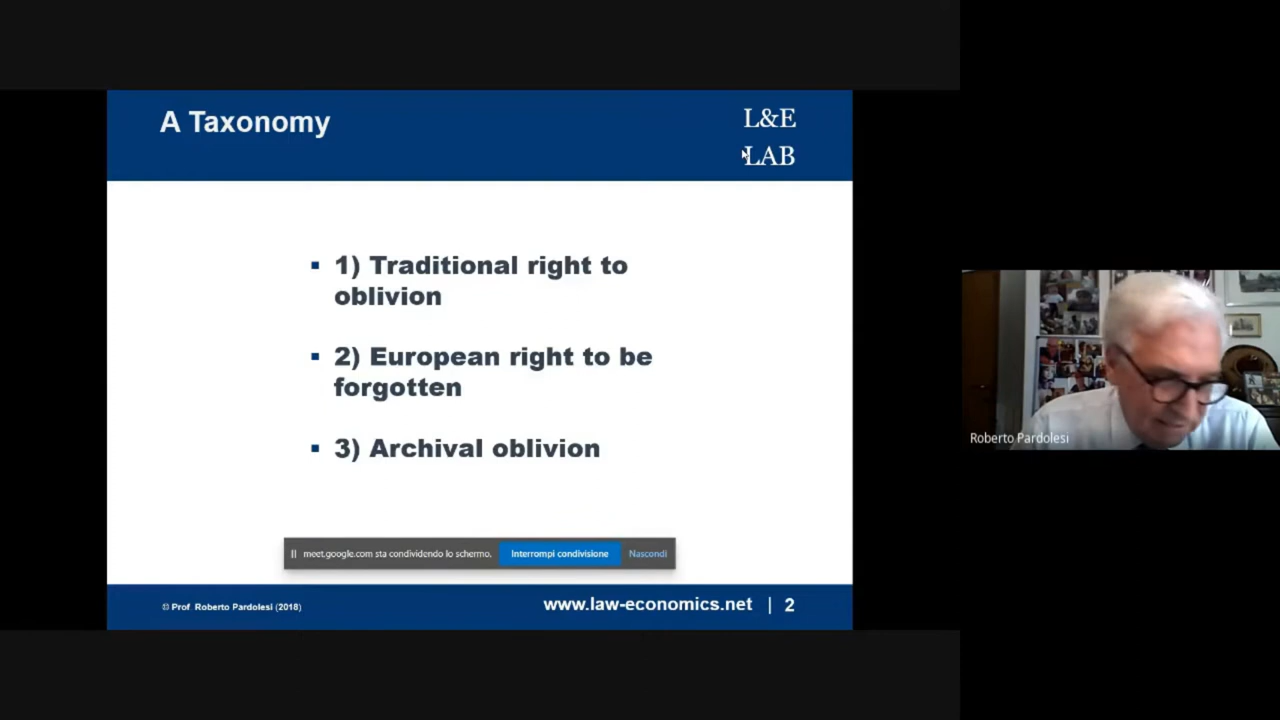 A Taxonomy
L&E
LAB
1) Traditional right to
oblivion
2) European right to be
forgotten
3) Archival oblivion
meet.google.com sta condividendo lo schermo.
Interrompi condivisione
Nascondi
© Prof. Roberto Pardolesi (2018)
www.law-economics.net | 2
Roberto Pardolesi